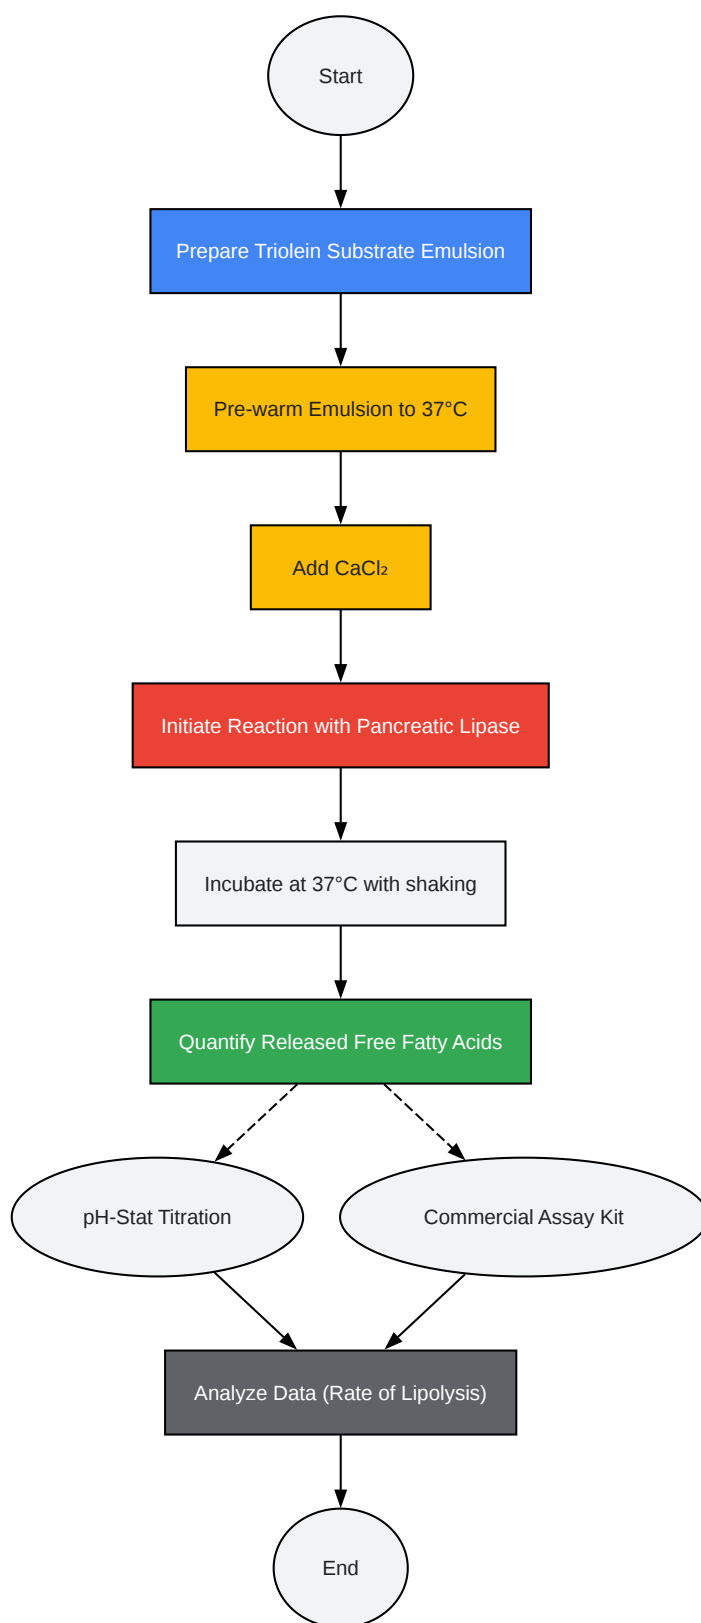 Start
Prepare Triolein Substrate Emulsion
Pre-warm Emulsion to 37°C
Add CaCl₂
Initiate Reaction with Pancreatic Lipase
Incubate at 37°C with shaking
Quantify Released Free Fatty Acids
pH-Stat Titration
Commercial Assay Kit
Analyze Data (Rate of Lipolysis)
End